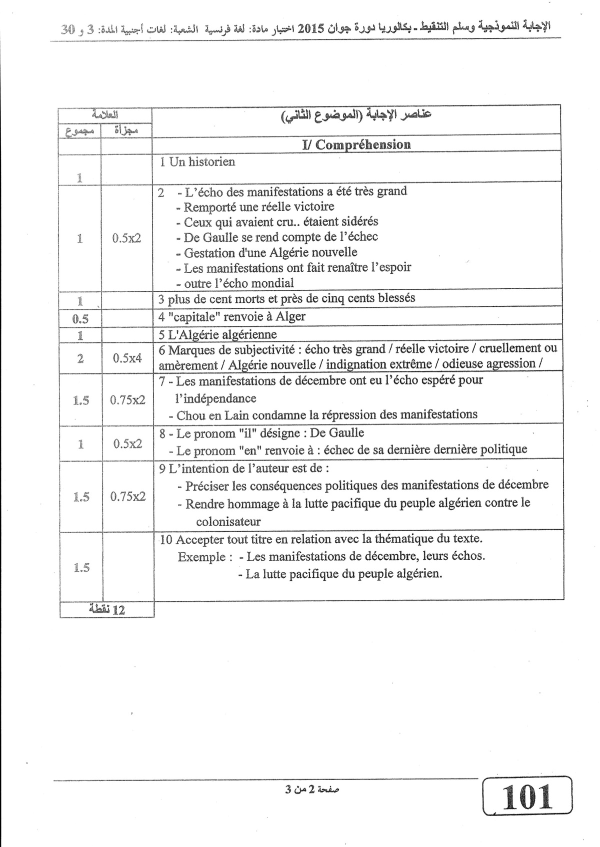 الإجابة النموذجية وسلم التنقيط ـ بكالوريا دورة جوان 2015 اختبار مادة: لغة فرنسية الشعبة: لغات أجنبية المدة: 3 و 30
العلامة
عناصر الإجابة (الموضوع الثاني)
مجموع
مجزأة
I/ Compréhension
1
1 Un historien
1
0.5x2
2 - L'écho des manifestations a été très grand
- Remporté une réelle victoire
- Ceux qui avaient cru.. étaient sidérés
- De Gaulle se rend compte de l'échec
- Gestation d'une Algérie nouvelle
- Les manifestations ont fait renaître l'espoir
- outre l'écho mondial
1
3 plus de cent morts et près de cinq cents blessés
0.5
4 "capitale" renvoie à Alger
1
5 L'Algérie algérienne
2
0.5x4
6 Marques de subjectivité : écho très grand / réelle victoire / cruellement ou
amèrement / Algérie nouvelle / indignation extrême / odieuse agression /
1.5
0.75x2
7 - Les manifestations de décembre ont eu l'écho espéré pour
l'indépendance
- Chou en Lain condamne la répression des manifestations
1
0.5x2
8 - Le pronom "il" désigne : De Gaulle
- Le pronom "en" renvoie à : échec de sa dernière dernière politique
1.5
0.75x2
9 L'intention de l'auteur est de :
- Préciser les conséquences politiques des manifestations de décembre
- Rendre hommage à la lutte pacifique du peuple algérien contre le
colonisateur
1.5
10 Accepter tout titre en relation avec la thématique du texte.
Exemple : - Les manifestations de décembre, leurs échos.
- La lutte pacifique du peuple algérien.
12 نقطة
صفحة 2 من 3
101